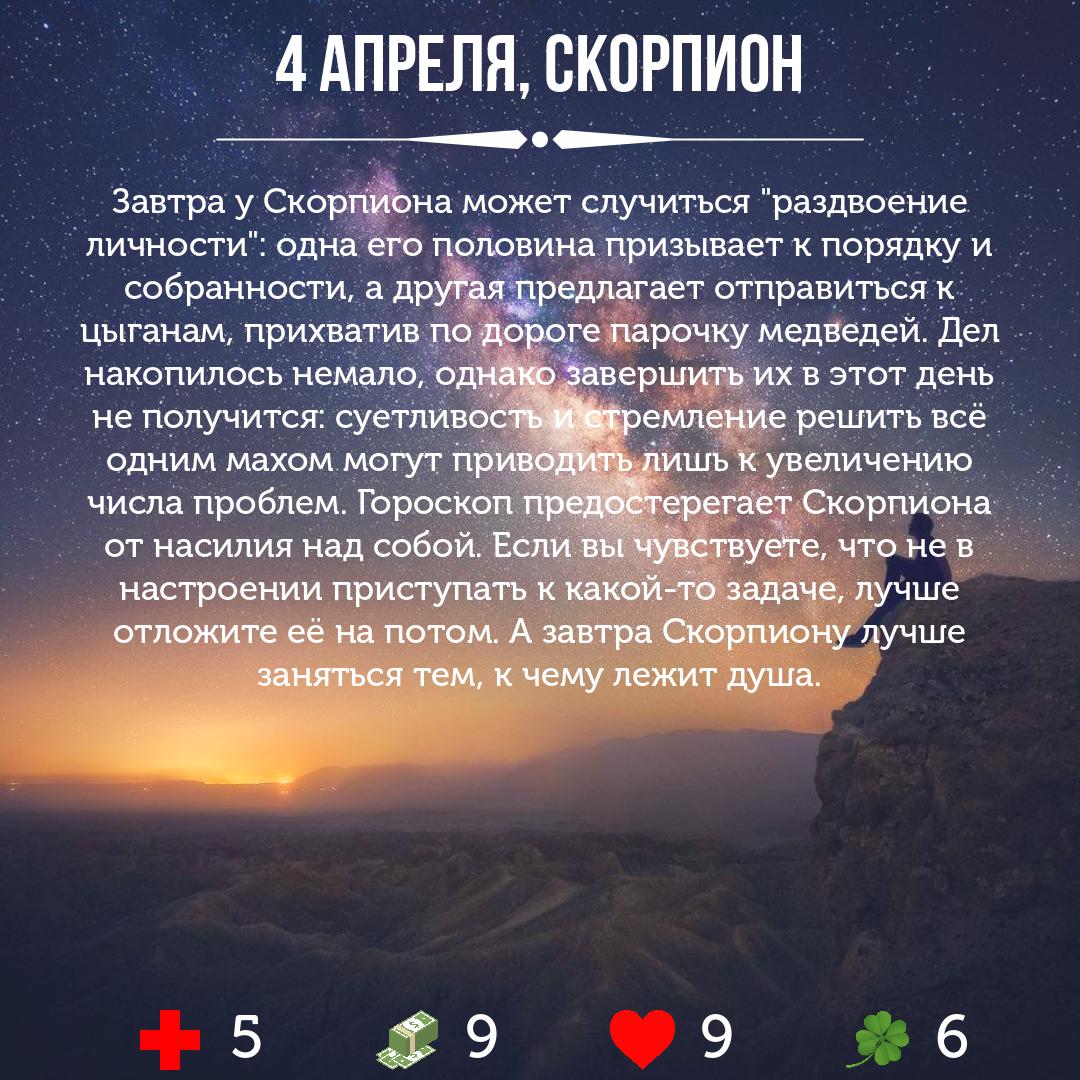 4 АПРЕЛЯ, СКОРПИОН
Завтра у Скорпиона может случиться "раздвоение
личности": одна его половина призывает к порядку и
собранности, а другая предлагает отправиться к
цыганам, прихватив по дороге парочку медведей. Дел
накопилось немало, однако завершить их в этот день
не получится: суетливость и стремление решить всё
одним махом могут приводить лишь к увеличению
числа проблем. Гороскоп предостерегает Скорпиона
от насилия над собой. Если вы чувствуете, что не в
настроении приступать к какой-то задаче, лучше
отложите её на потом. А завтра Скорпиону лучше
заняться тем, к чему лежит душа.
5 9 9 6